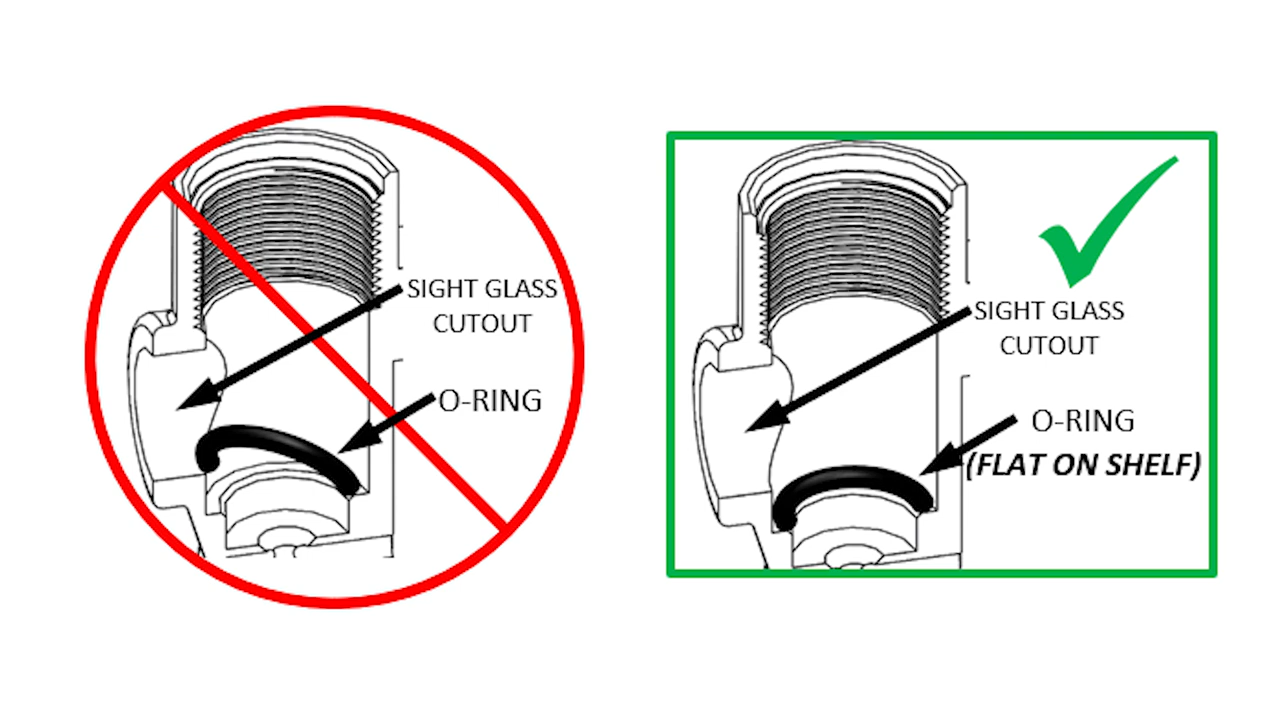 SIGHT GLASS
CUTOUT
O-RING
SIGHT GLASS
CUTOUT
O-RING
(FLAT ON SHELF)